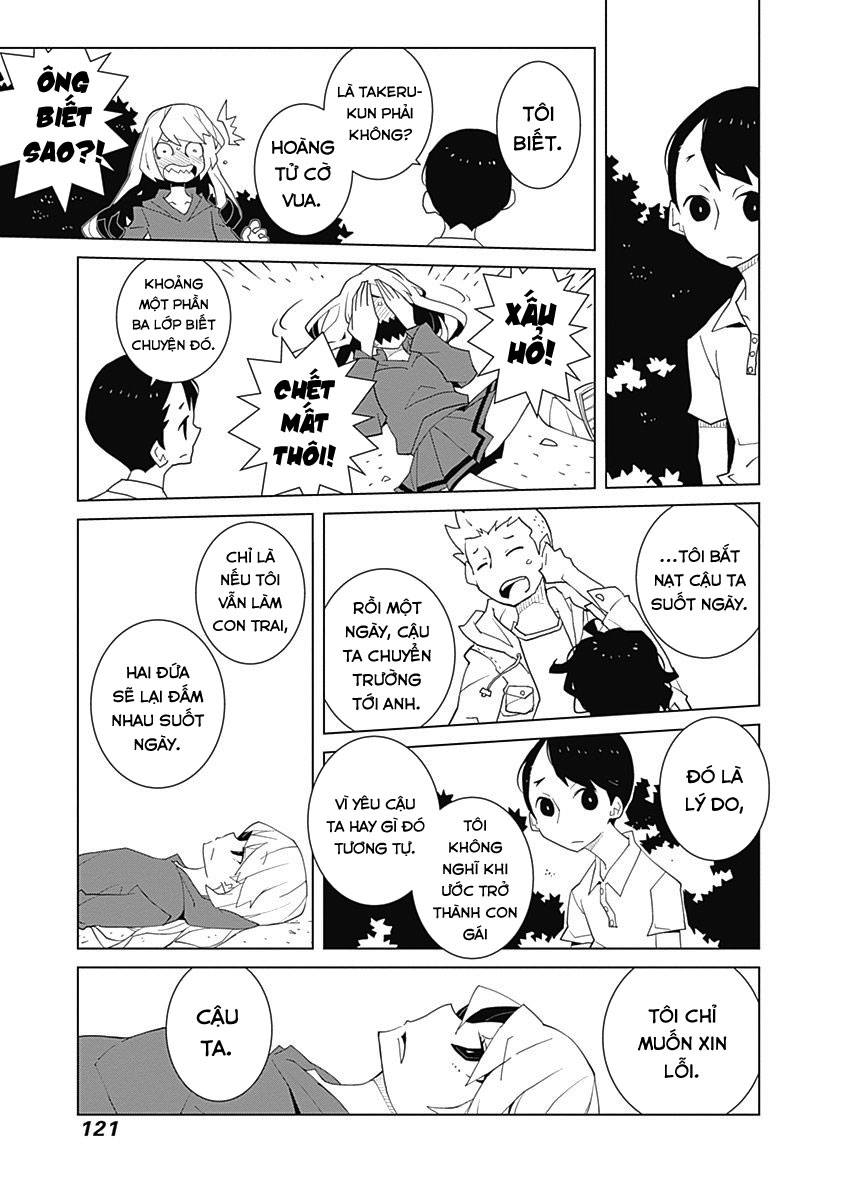 TÔI
BIẾT.
LÀ TAKERU-
KUN PHẢI
KHÔNG?
HOÀNG
TỬ CỜ
VUA.
ÔNG
BIẾT
SAO?!
XẤU
HỔ!
CHẾT
MẤT
THÔI!
KHOẢNG
MỘT PHẦN
BA LỚP BIẾT
CHUYỆN ĐÓ.
...TÔI BẮT
NẠT CẬU TA
SUỐT NGÀY.
RỒI MỘT
NGÀY, CẬU
TA CHUYỂN
TRƯỜNG
TỚI ANH.
CHỈ LÀ
NẾU TÔI
VẪN LÀM
CON TRAI,
HAI ĐỨA
SẼ LẠI ĐẤM
NHAU SUỐT
NGÀY.
ĐÓ LÀ
LÝ DO,
TÔI
KHÔNG
NGHĨ KHI
ƯỚC TRỞ
THÀNH CON
GÁI
VÌ YÊU CẬU
TA HAY GÌ ĐÓ
TƯƠNG TỰ.
TÔI CHỈ
MUỐN XIN
LỖI.
CẬU
TA.
121